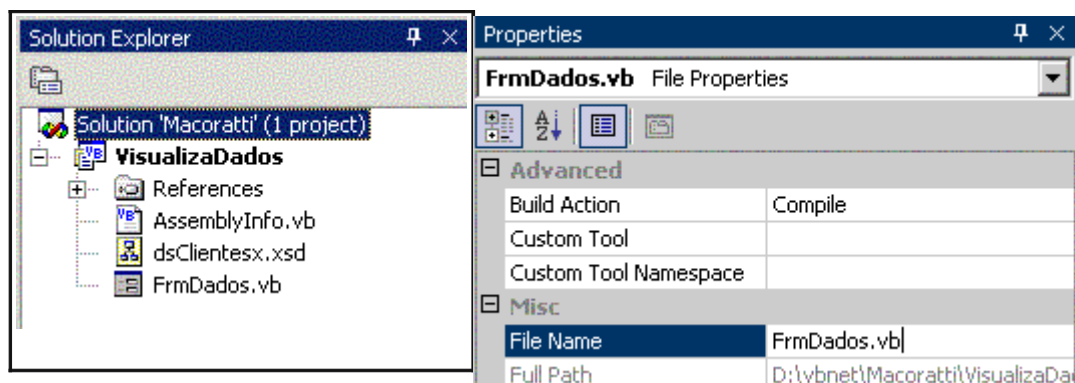 Solution Explorer
Solution 'Macoratti' (1 project)
VisualizaDados
References
AssemblyInfo.vb
dsClientesx.xsd
FrmDados.vb
Properties
FrmDados.vb File Properties
Advanced
Build Action Compile
Custom Tool
Custom Tool Namespace
Misc
File Name FrmDados.vb
Full Path D:\vbnet\Macoratti\VisualizaDa